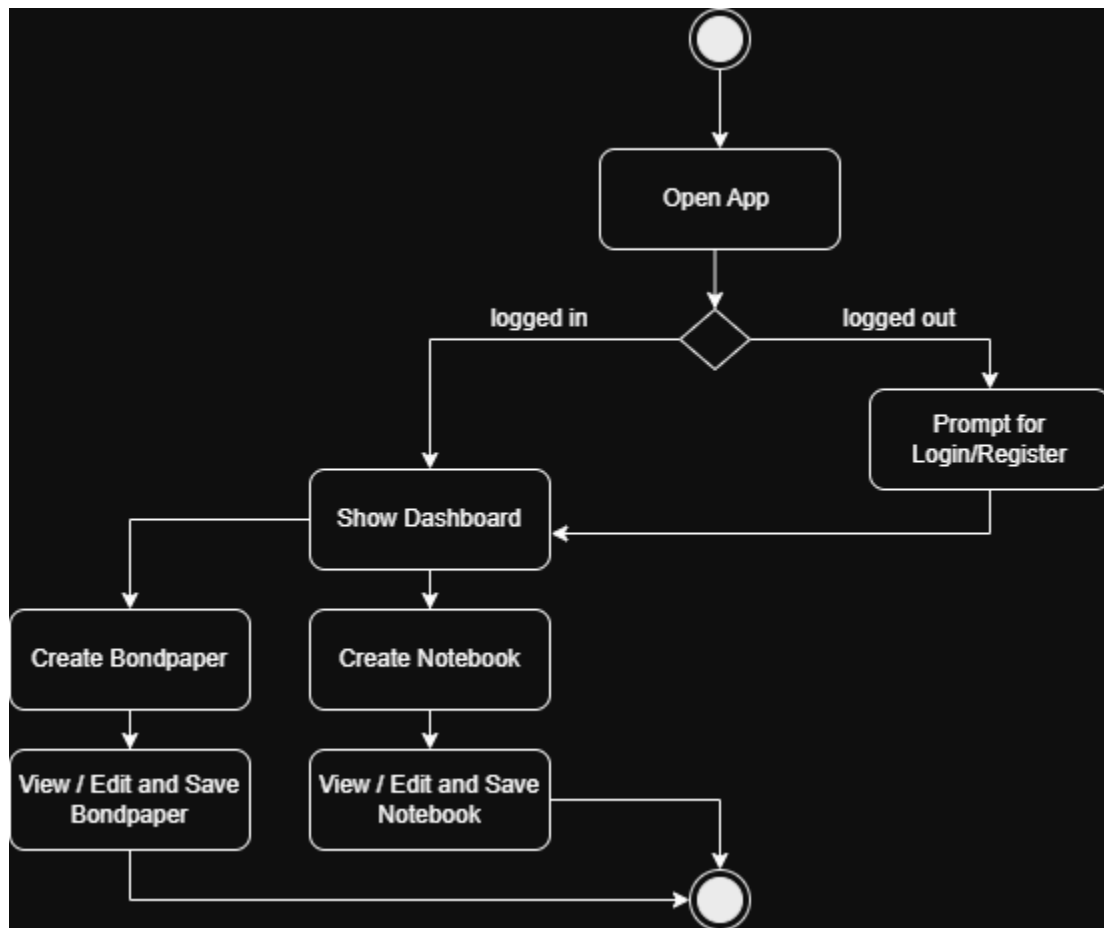 Open App
logged in
logged out
Prompt for
Login/Register
Show Dashboard
Create Bondpaper
Create Notebook
View / Edit and Save
Bondpaper
View / Edit and Save
Notebook